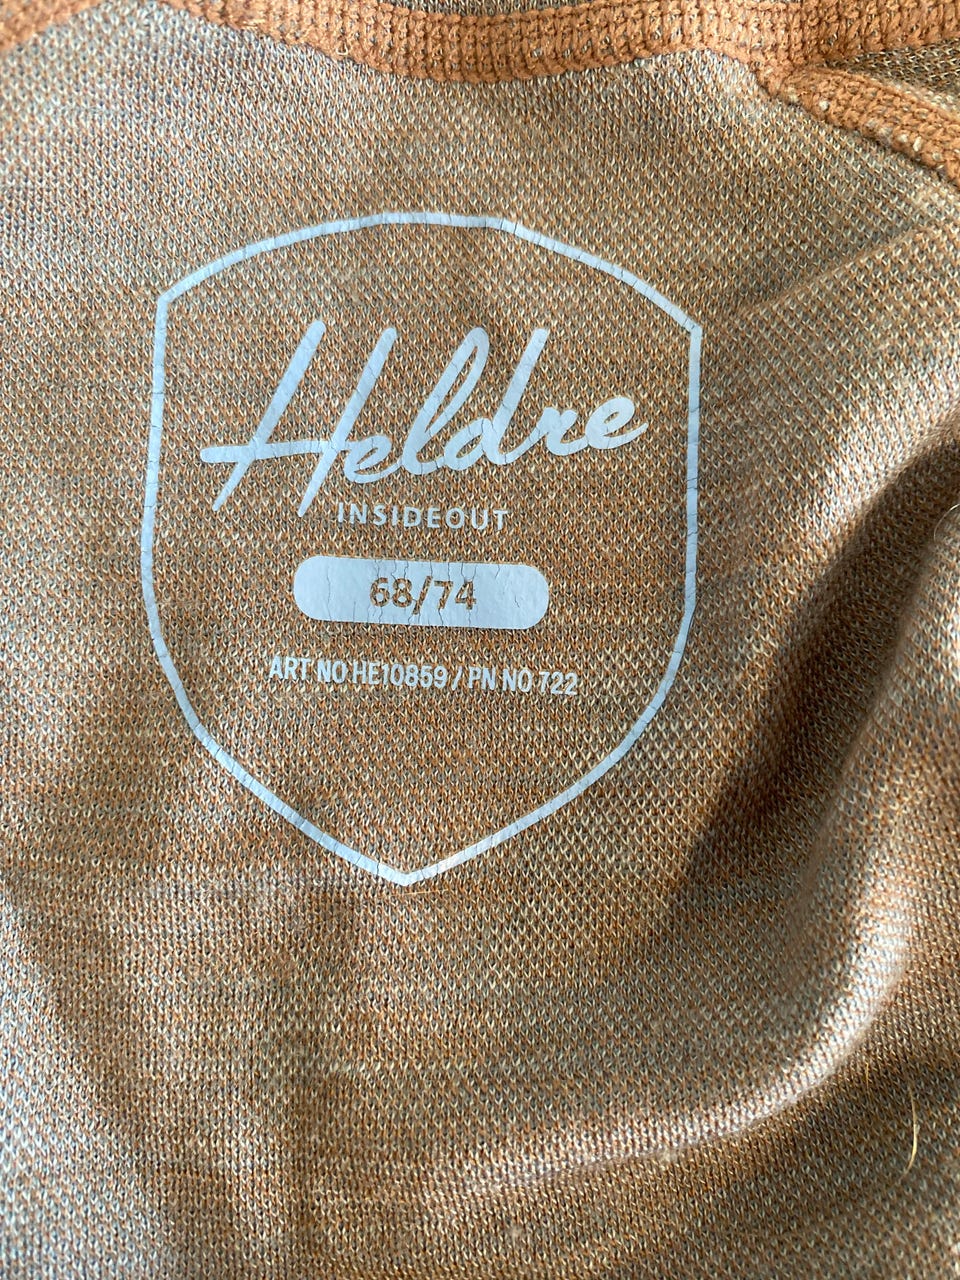 Heldre
INSIDEOUT
68/74
ART NO HE10859 / PN NO 722